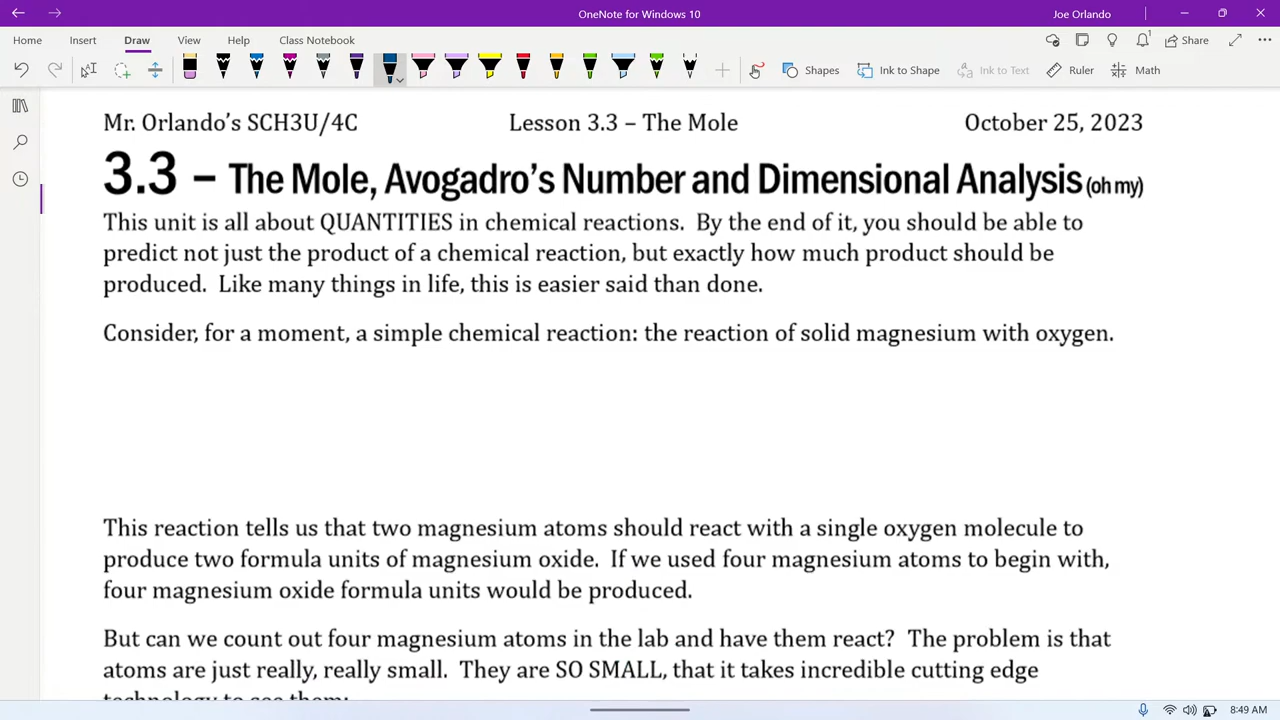 OneNote for Windows 10
Joe Orlando
Home Insert Draw View Help Class Notebook
Share
Shapes Ink to Shape Ink to Text Ruler Math
Mr. Orlando's SCH3U/4C Lesson 3.3 – The Mole October 25, 2023
3.3 – The Mole, Avogadro's Number and Dimensional Analysis (oh my)
This unit is all about QUANTITIES in chemical reactions. By the end of it, you should be able to
predict not just the product of a chemical reaction, but exactly how much product should be
produced. Like many things in life, this is easier said than done.
Consider, for a moment, a simple chemical reaction: the reaction of solid magnesium with oxygen.
This reaction tells us that two magnesium atoms should react with a single oxygen molecule to
produce two formula units of magnesium oxide. If we used four magnesium atoms to begin with,
four magnesium oxide formula units would be produced.
But can we count out four magnesium atoms in the lab and have them react? The problem is that
atoms are just really, really small. They are SO SMALL, that it takes incredible cutting edge
technology to see them:
8:49 AM